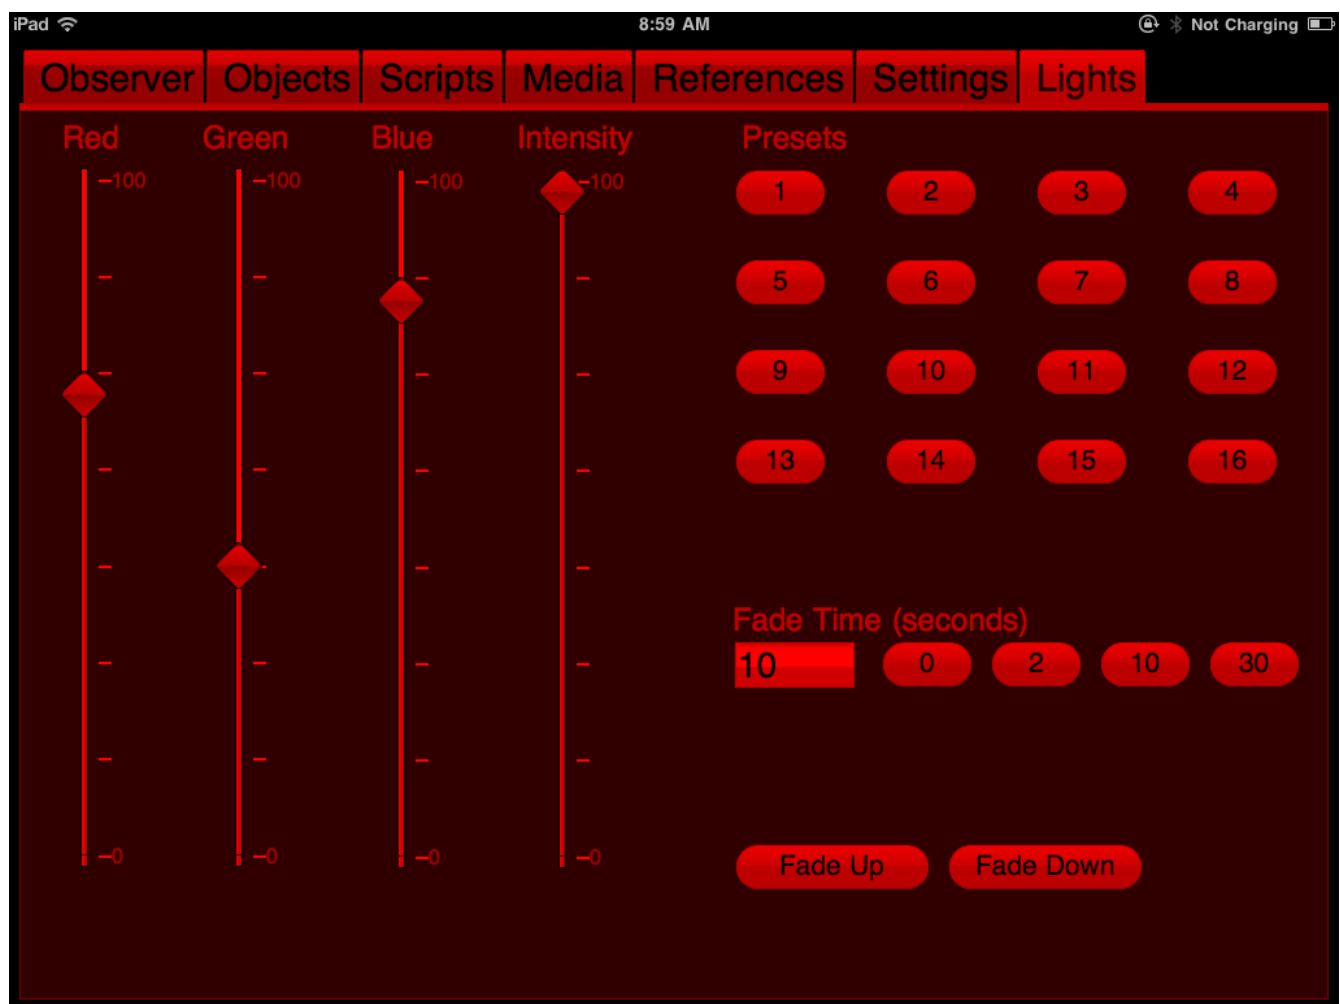 iPad 8:59 AM Not Charging
Observer Objects Scripts Media References Settings Lights
Red Green Blue Intensity Presets
100 100 100 100
1 2 3 4
5 6 7 8
9 10 11 12
13 14 15 16
Fade Time (seconds)
10 0 2 10 30
0 0 0 0
Fade Up Fade Down